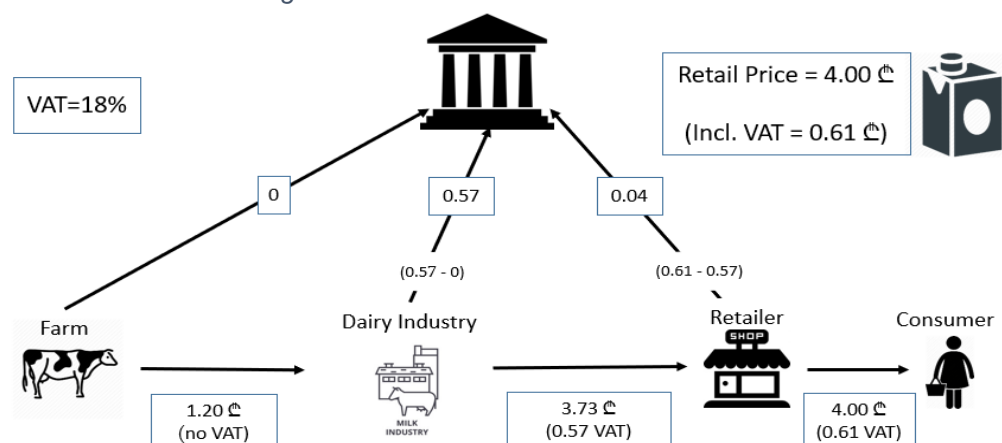 VAT=18%
Retail Price = 4.00 ₾
(Incl. VAT = 0.61 ₾)
0
0.57
0.04
(0.57 - 0)
(0.61 - 0.57)
Farm
Dairy Industry
Retailer
Consumer
SHOP
MILK
INDUSTRY
1.20 ₾
(no VAT)
3.73 ₾
(0.57 VAT)
4.00 ₾
(0.61 VAT)